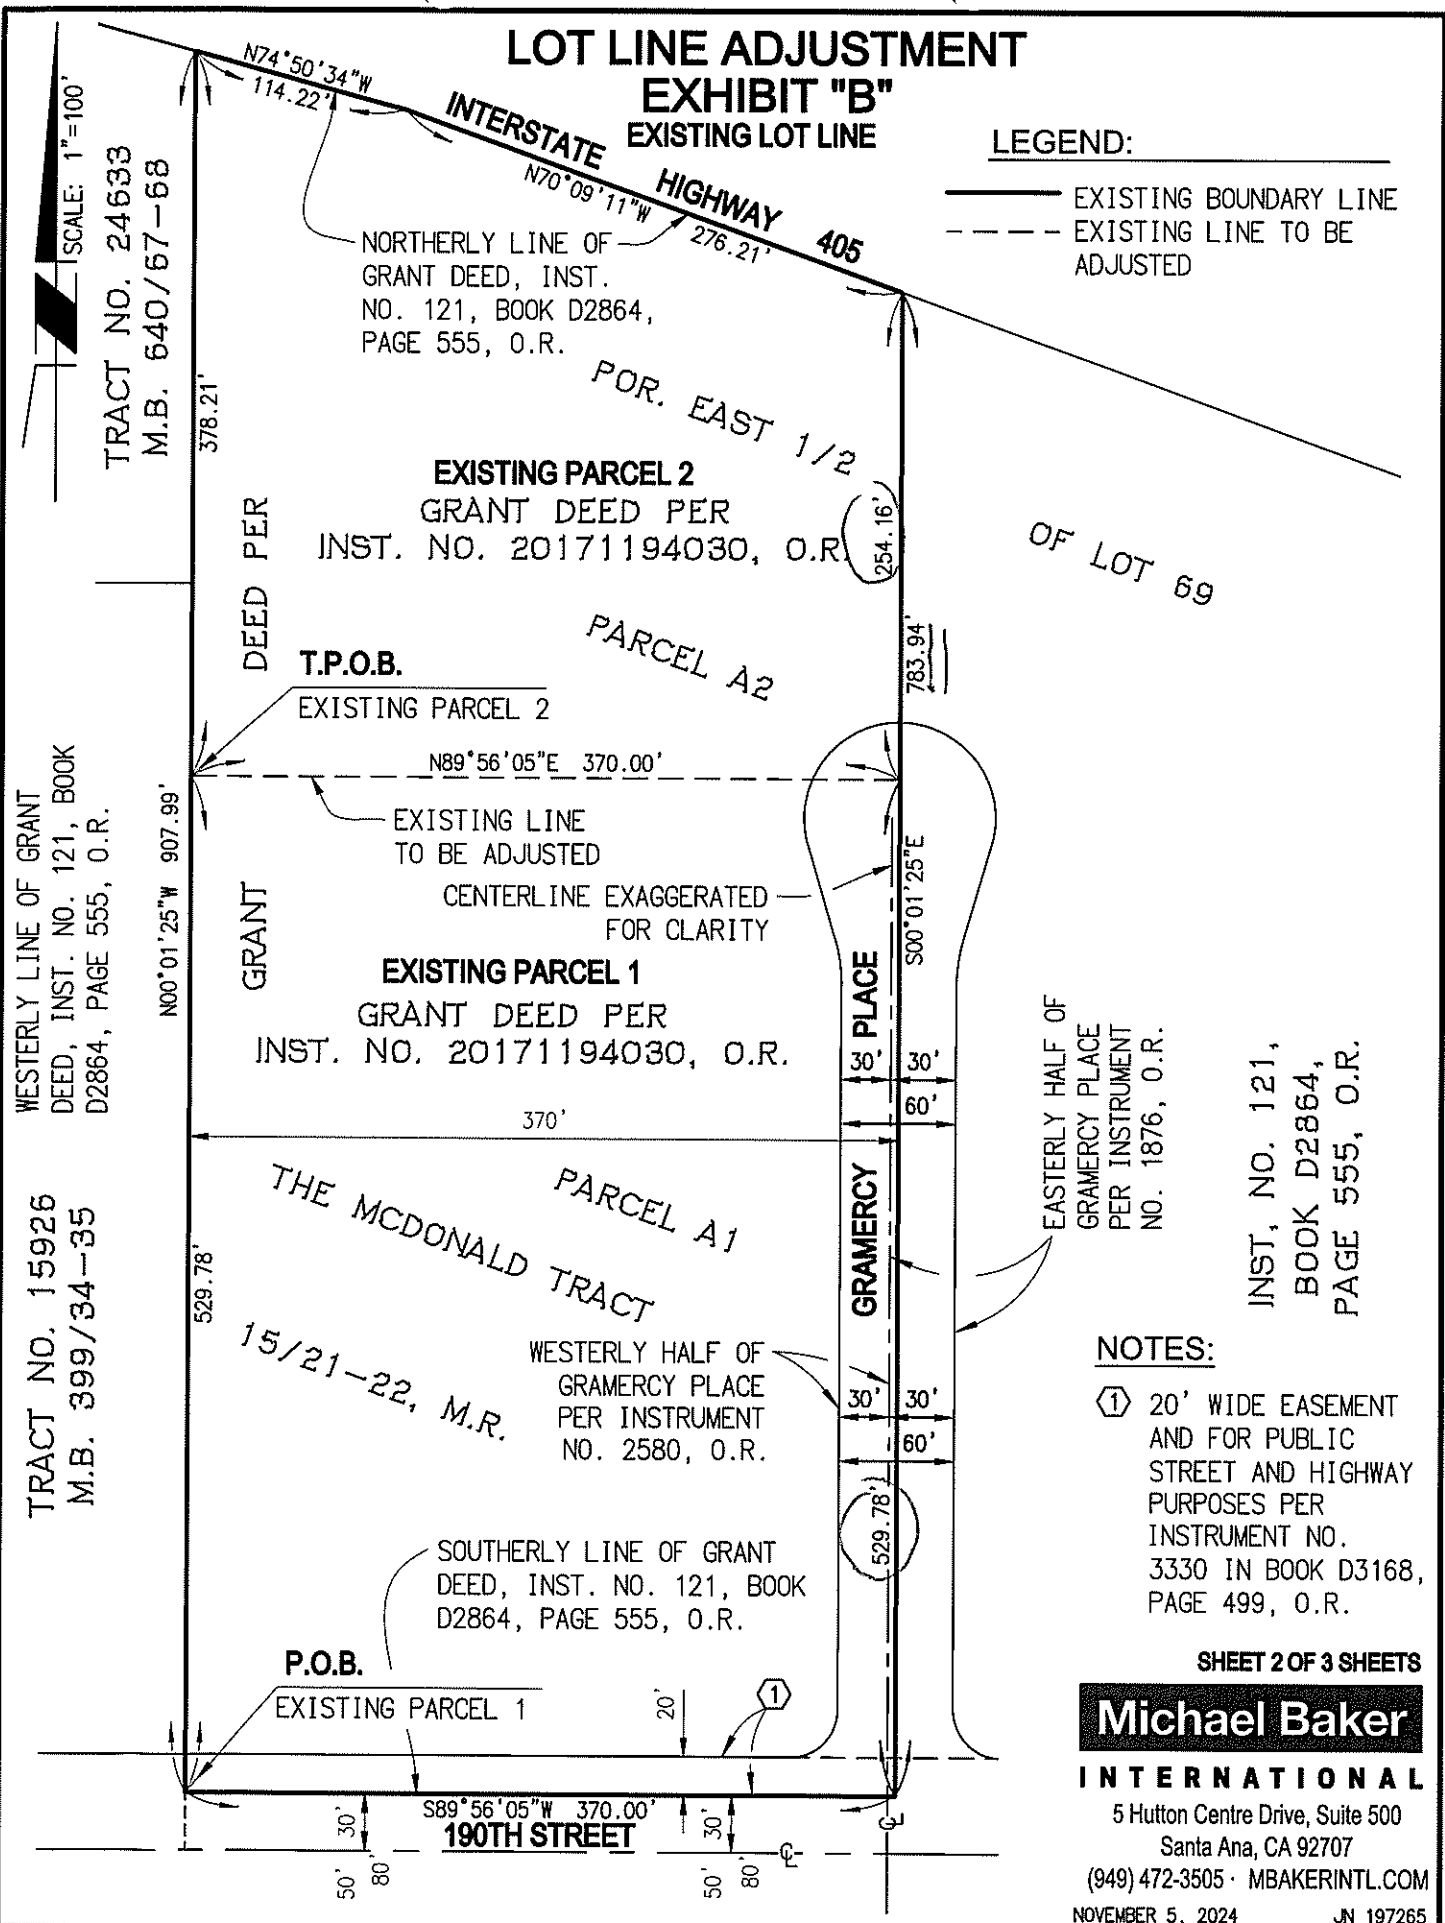 LOT LINE ADJUSTMENT
EXHIBIT "B"
EXISTING LOT LINE
LEGEND:
EXISTING BOUNDARY LINE
EXISTING LINE TO BE
ADJUSTED
SCALE: 1"=100'
TRACT NO. 24633
M.B. 640/67-68
N74°50'34"W
114.22'
INTERSTATE HIGHWAY 405
N70°09'11"W
276.21'
NORTHERLY LINE OF
GRANT DEED, INST.
NO. 121, BOOK D2864,
PAGE 555, O.R.
378.21'
POR. EAST 1/2
OF LOT 69
EXISTING PARCEL 2
GRANT DEED PER
INST. NO. 20171194030, O.R.
254.16'
783.94'
GRANT DEED PER
PARCEL A2
T.P.O.B.
EXISTING PARCEL 2
N89°56'05"E 370.00'
EXISTING LINE
TO BE ADJUSTED
CENTERLINE EXAGGERATED
FOR CLARITY
S00°01'25"E
WESTERLY LINE OF GRANT
DEED, INST. NO. 121, BOOK
D2864, PAGE 555, O.R.
N00°01'25"W 907.99'
EXISTING PARCEL 1
GRANT DEED PER
INST. NO. 20171194030, O.R.
GRAMERCY PLACE
30' 30'
60'
370'
EASTERLY HALF OF
GRAMERCY PLACE
PER INSTRUMENT
NO. 1876, O.R.
INST. NO. 121,
BOOK D2864,
PAGE 555, O.R.
PARCEL A1
THE MCDONALD TRACT
15/21-22, M.R.
TRACT NO. 15926
M.B. 399/34-35
529.78'
WESTERLY HALF OF
GRAMERCY PLACE
PER INSTRUMENT
NO. 2580, O.R.
30' 30'
60'
529.78')
NOTES:
1 20' WIDE EASEMENT
AND FOR PUBLIC
STREET AND HIGHWAY
PURPOSES PER
INSTRUMENT NO.
3330 IN BOOK D3168,
PAGE 499, O.R.
SOUTHERLY LINE OF GRANT
DEED, INST. NO. 121, BOOK
D2864, PAGE 555, O.R.
P.O.B.
EXISTING PARCEL 1
20'
1
S89°56'05"W 370.00'
190TH STREET
30'
50'
80'
30'
50'
80'
CL
CL
SHEET 2 OF 3 SHEETS
Michael Baker
INTERNATIONAL
5 Hutton Centre Drive, Suite 500
Santa Ana, CA 92707
(949) 472-3505 · MBAKERINTL.COM
NOVEMBER 5, 2024 JN 197265